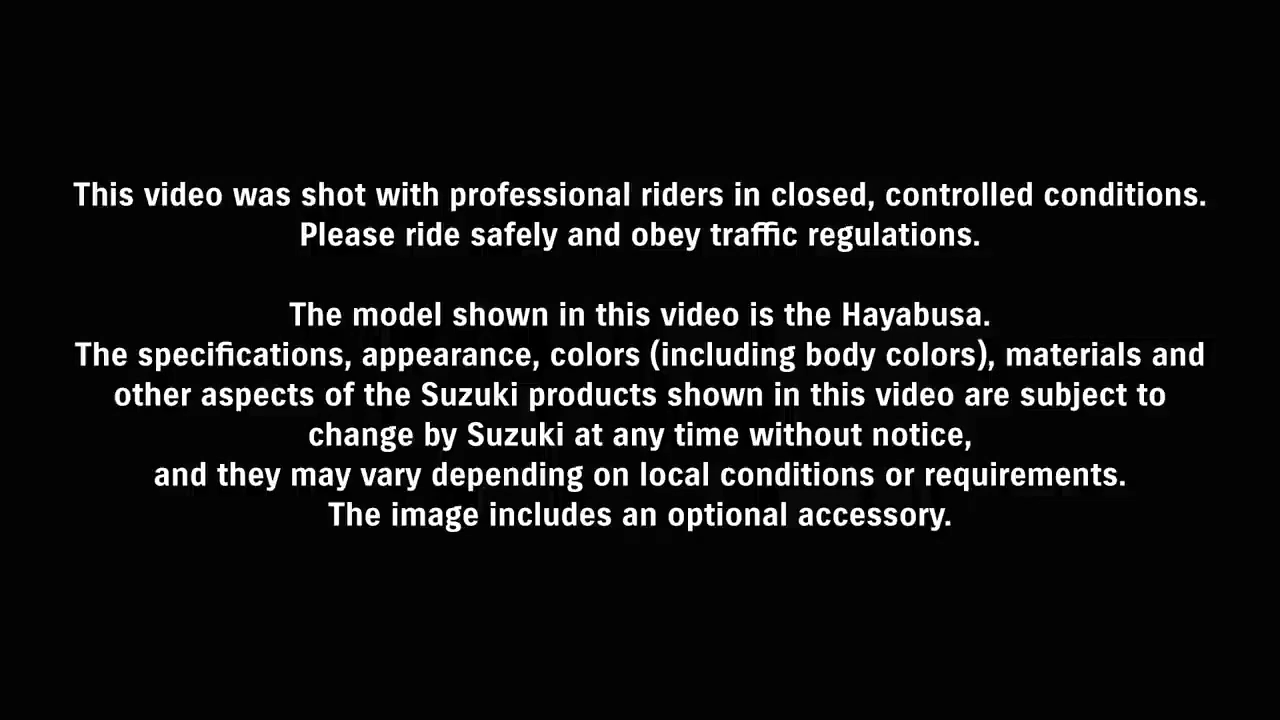 This video was shot with professional riders in closed, controlled conditions.
Please ride safely and obey traffic regulations.
The model shown in this video is the Hayabusa.
The specifications, appearance, colors (including body colors), materials and
other aspects of the Suzuki products shown in this video are subject to
change by Suzuki at any time without notice,
and they may vary depending on local conditions or requirements.
The image includes an optional accessory.